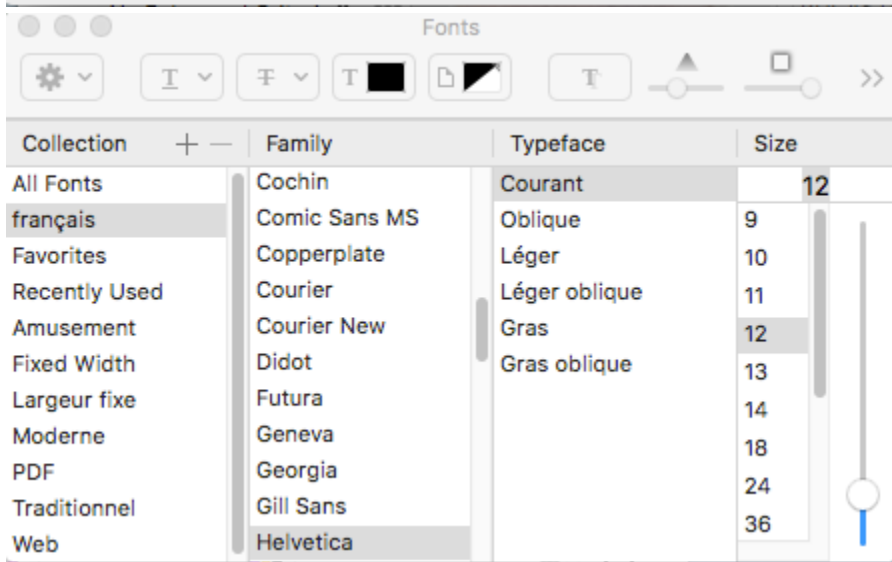 Fonts
T T T T
Collection + — Family Typeface Size
All Fonts
français
Favorites
Recently Used
Amusement
Fixed Width
Largeur fixe
Moderne
PDF
Traditionnel
Web
Cochin
Comic Sans MS
Copperplate
Courier
Courier New
Didot
Futura
Geneva
Georgia
Gill Sans
Helvetica
Courant
Oblique
Léger
Léger oblique
Gras
Gras oblique
12
9
10
11
12
13
14
18
24
36